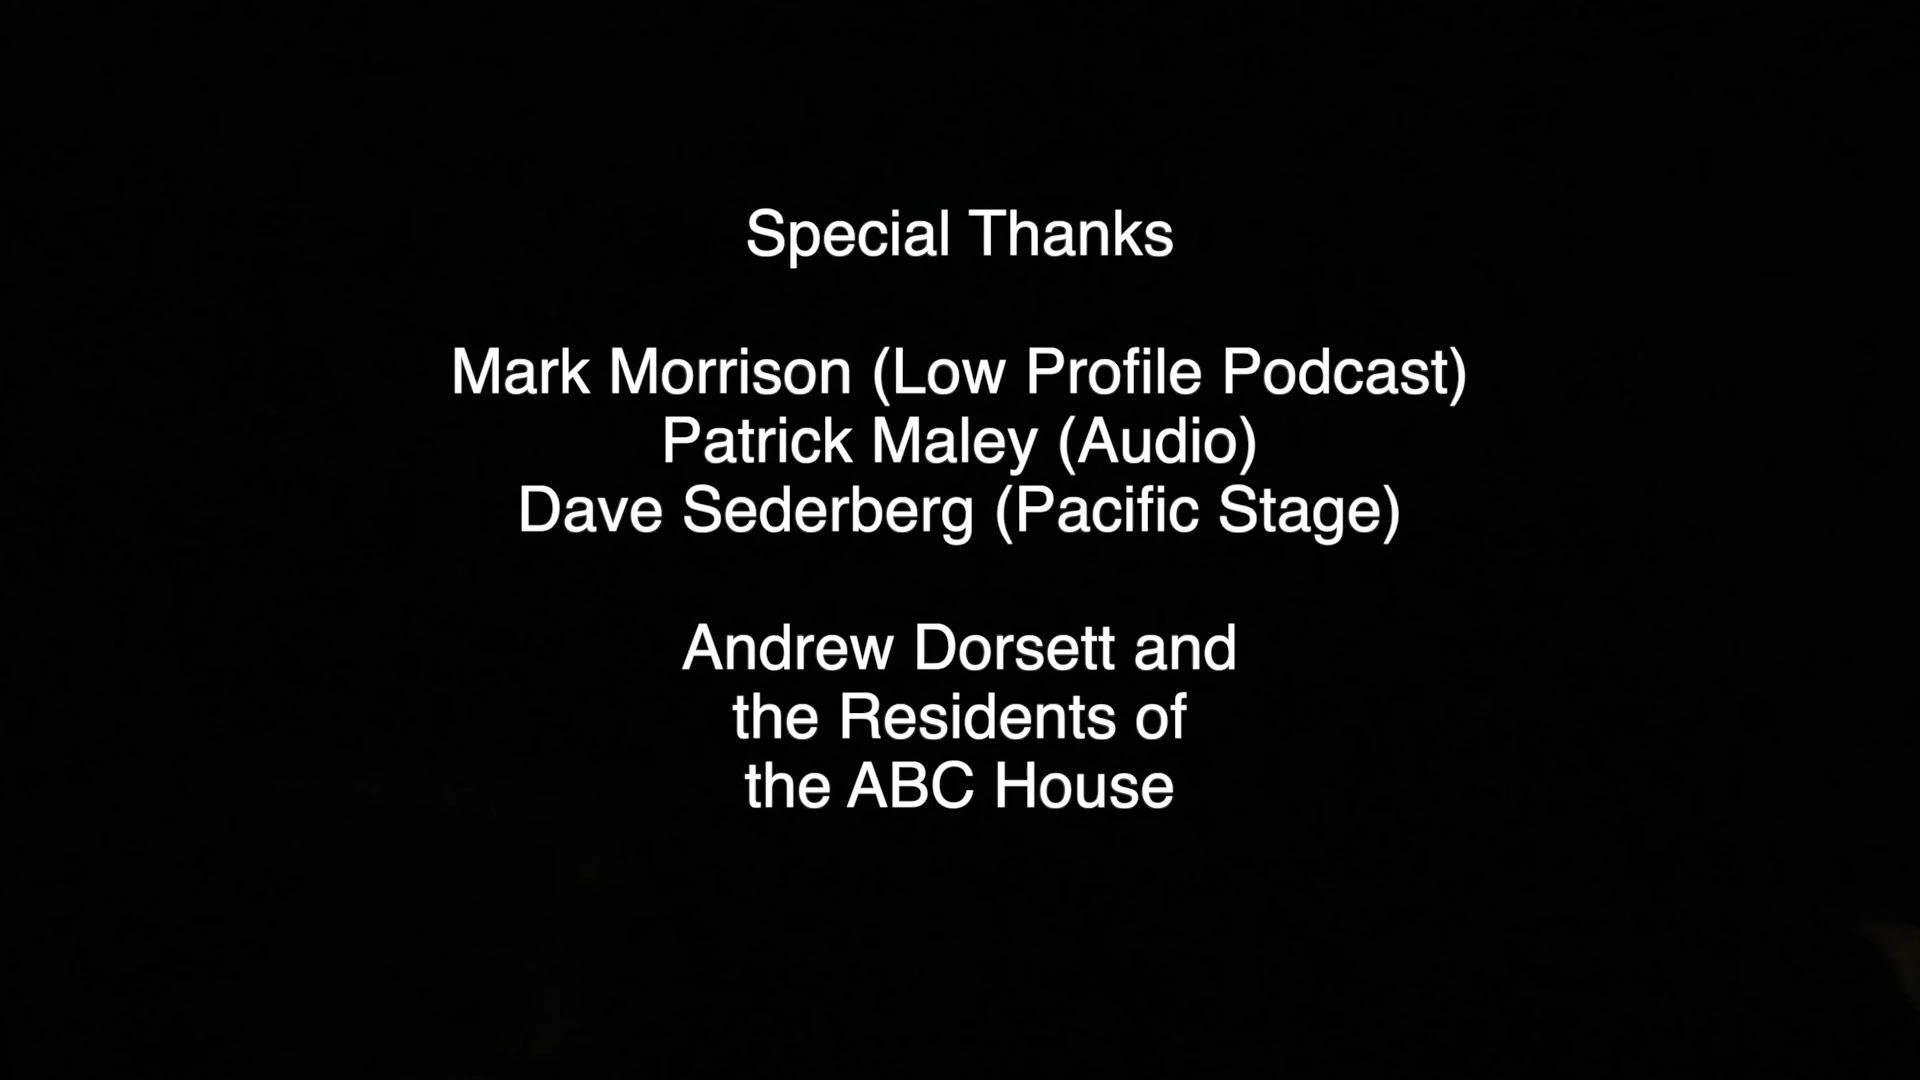 Special Thanks
Mark Morrison (Low Profile Podcast)
Patrick Maley (Audio)
Dave Sederberg (Pacific Stage)
Andrew Dorsett and
the Residents of
the ABC House